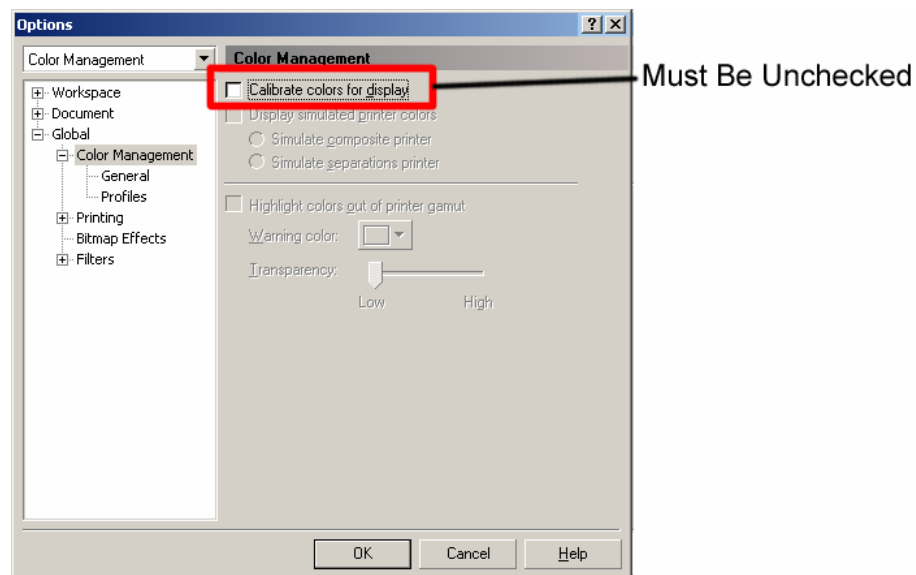 Options
Color Management
Color Management
Workspace
Document
Global
Color Management
General
Profiles
Printing
Bitmap Effects
Filters
Calibrate colors for display
Display simulated printer colors
Simulate composite printer
Simulate separations printer
Highlight colors out of printer gamut
Warning color:
Transparency:
Low High
OK Cancel Help
Must Be Unchecked